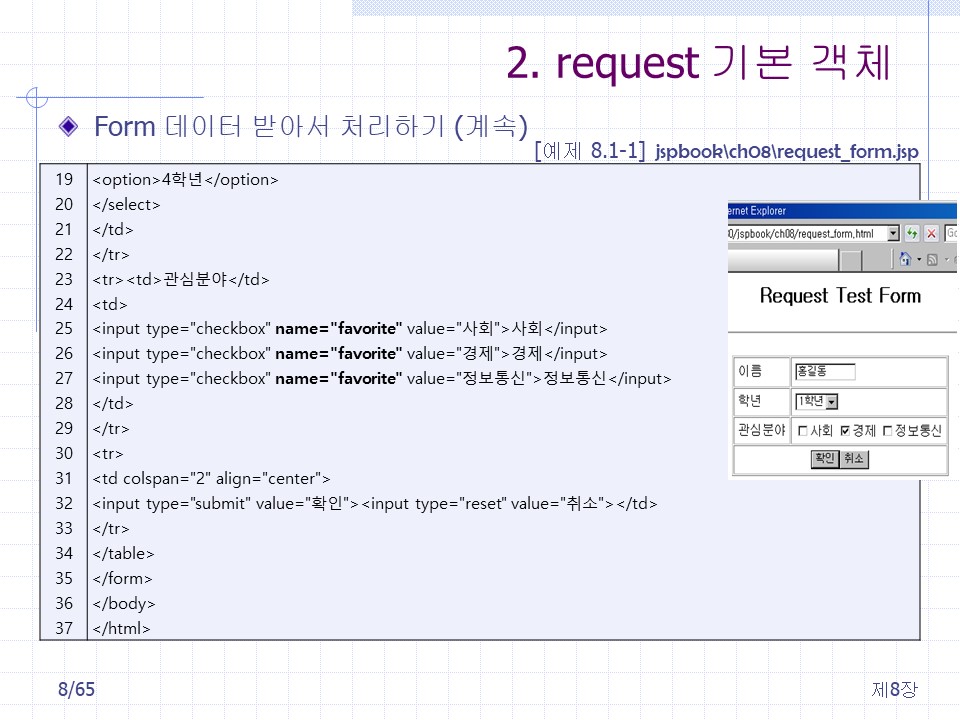 2. request 기본 객체
Form 데이터 받아서 처리하기 (계속)
[예제 8.1-1] jspbook\ch08\request_form.jsp
19 <option>4학년</option>
20 </select>
21 </td>
22 </tr>
23 <tr><td>관심분야</td>
24 <td>
25 <input type="checkbox" name="favorite" value="사회">사회</input>
26 <input type="checkbox" name="favorite" value="경제">경제</input>
27 <input type="checkbox" name="favorite" value="정보통신">정보통신</input>
28 </td>
29 </tr>
30 <tr>
31 <td colspan="2" align="center">
32 <input type="submit" value="확인"><input type="reset" value="취소"></td>
33 </tr>
34 </table>
35 </form>
36 </body>
37 </html>
ernet Explorer
0/jspbook/ch08/request_form.html
Request Test Form
이름 홍길동
학년 1학년
관심분야 사회 경제 정보통신
확인 취소
8/65
제8장